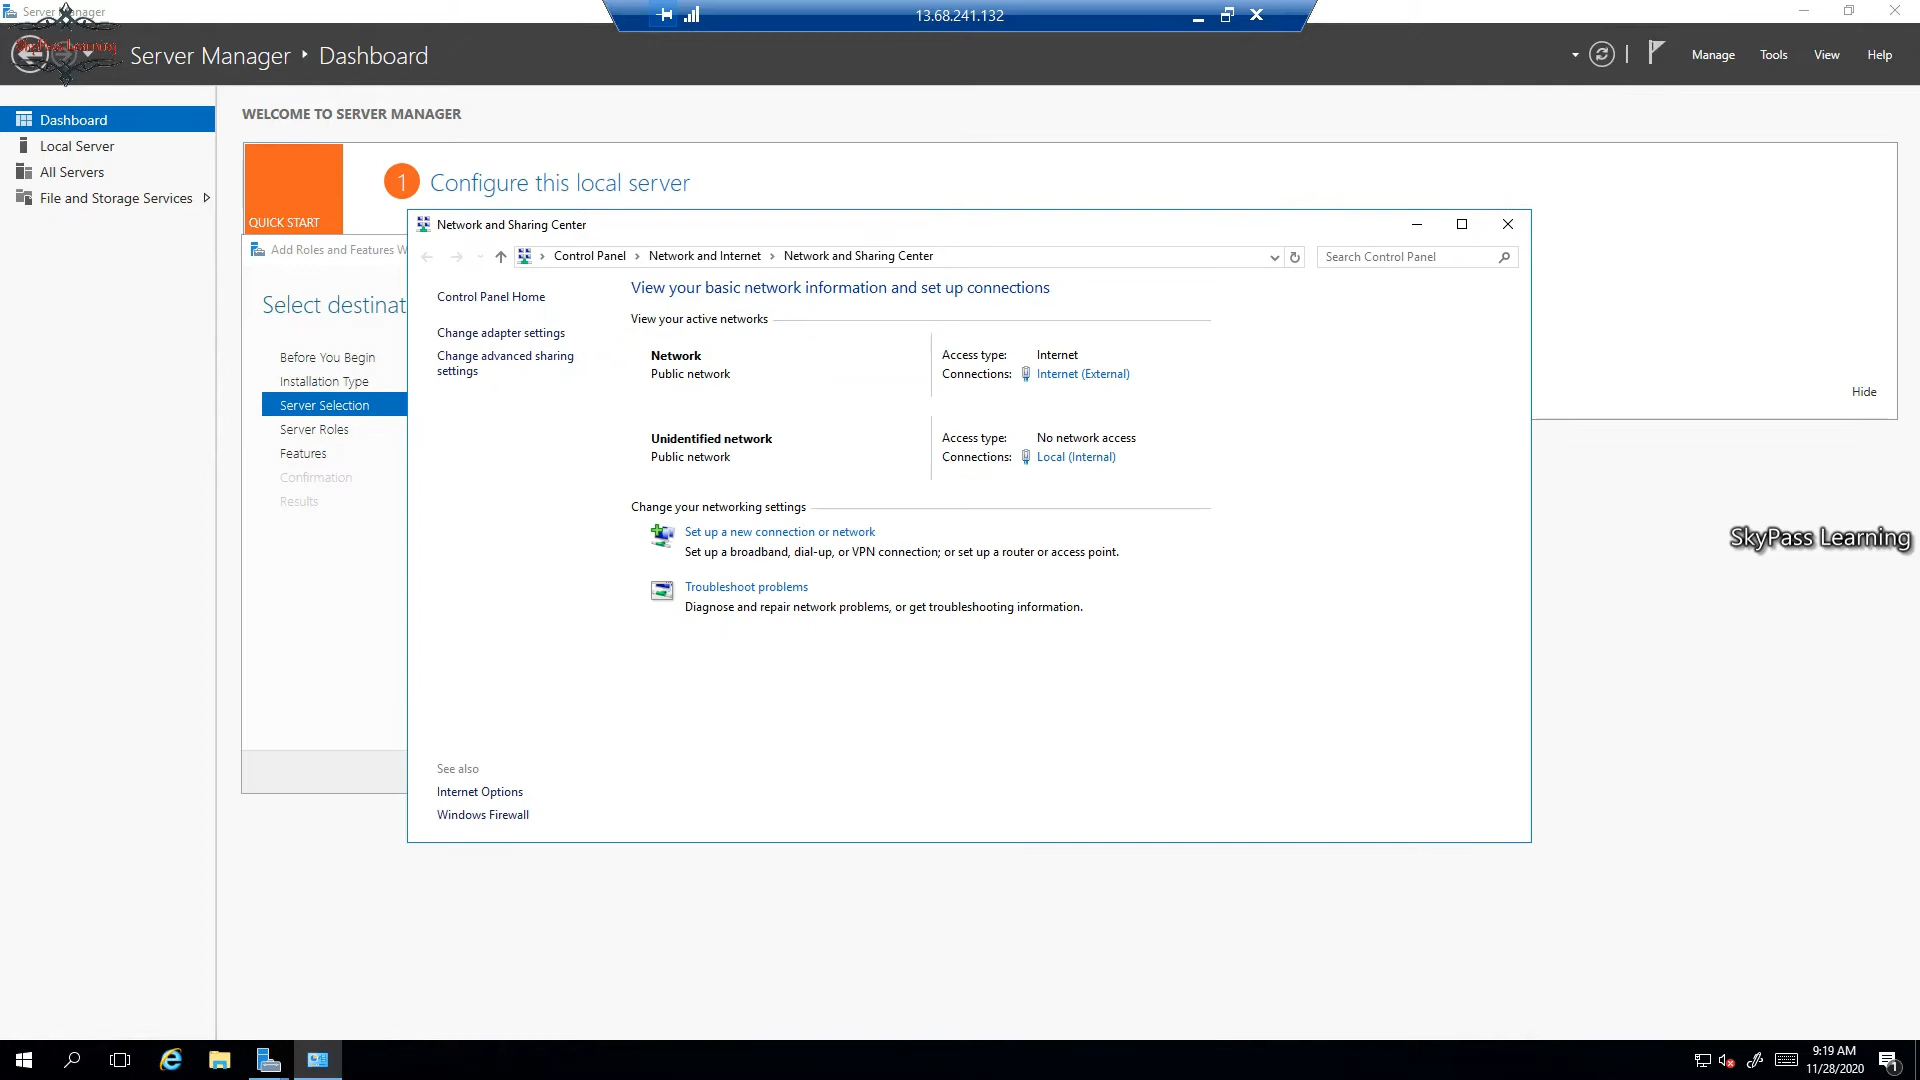 Server Manager
13.68.241.132
SkyPass Learning
Server Manager
Dashboard
Manage
Tools
View
Help
Dashboard
Local Server
All Servers
File and Storage Services
WELCOME TO SERVER MANAGER
QUICK START
1
Configure this local server
Hide
Add Roles and Features W
Select destinat
Before You Begin
Installation Type
Server Selection
Server Roles
Features
Confirmation
Results
Network and Sharing Center
Control Panel
Network and Internet
Network and Sharing Center
Search Control Panel
Control Panel Home
Change adapter settings
Change advanced sharing
settings
See also
Internet Options
Windows Firewall
View your basic network information and set up connections
View your active networks
Network
Public network
Access type: Internet
Connections: Internet (External)
Unidentified network
Public network
Access type: No network access
Connections: Local (Internal)
Change your networking settings
Set up a new connection or network
Set up a broadband, dial-up, or VPN connection; or set up a router or access point.
Troubleshoot problems
Diagnose and repair network problems, or get troubleshooting information.
SkyPass Learning
9:19 AM
11/28/2020
1